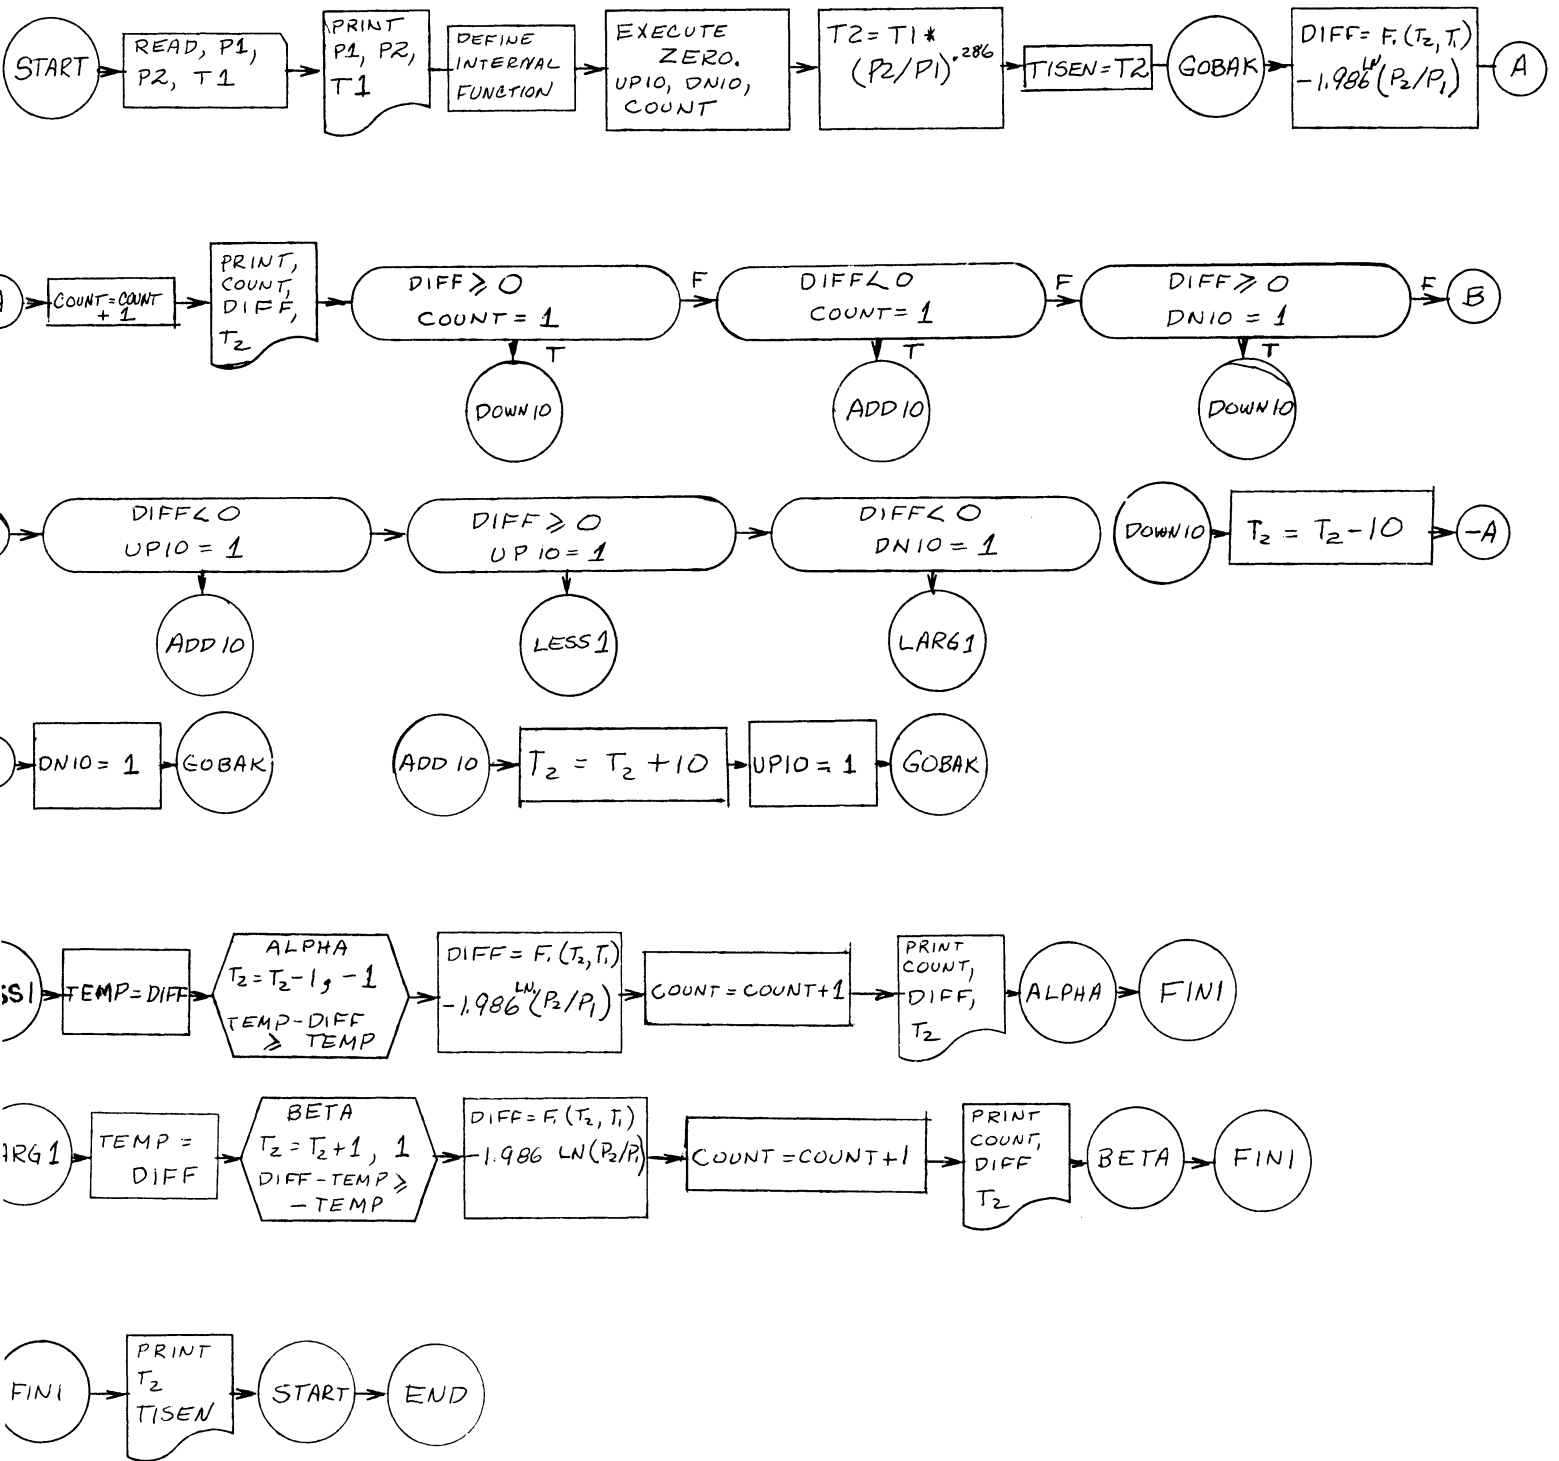 START
READ, P1,
P2, T1
PRINT
P1, P2,
T1
DEFINE
INTERNAL
FUNCTION
EXECUTE
ZERO.
UP10, DN10,
COUNT
T2 = T1 *
(P2/P1)^.286
TISEN = T2
GOBAK
DIFF = F. (T2, T1)
-1.986 LN (P2/P1)
A
COUNT = COUNT
+ 1
PRINT,
COUNT,
DIFF,
T2
DIFF ≥ 0
COUNT = 1
F
T
DOWN10
DIFF < 0
COUNT = 1
F
T
ADD10
DIFF ≥ 0
DN10 = 1
F
T
DOWN10
B
DIFF < 0
UP10 = 1
ADD10
DIFF ≥ 0
UP10 = 1
LESS1
DIFF < 0
DN10 = 1
LARG1
DOWN10
T2 = T2 - 10
-A
DN10 = 1
GOBAK
ADD10
T2 = T2 + 10
UP10 = 1
GOBAK
SS1
TEMP = DIFF
ALPHA
T2 = T2 - 1, -1
TEMP - DIFF
≥ TEMP
DIFF = F. (T2, T1)
-1.986 LN. (P2/P1)
COUNT = COUNT + 1
PRINT
COUNT,
DIFF,
T2
ALPHA
FINI
ARG1
TEMP =
DIFF
BETA
T2 = T2 + 1, 1
DIFF - TEMP ≥
- TEMP
DIFF = F. (T2, T1)
-1.986 LN (P2/P1)
COUNT = COUNT + 1
PRINT
COUNT,
DIFF
T2
BETA
FINI
FINI
PRINT
T2
TISEN
START
END